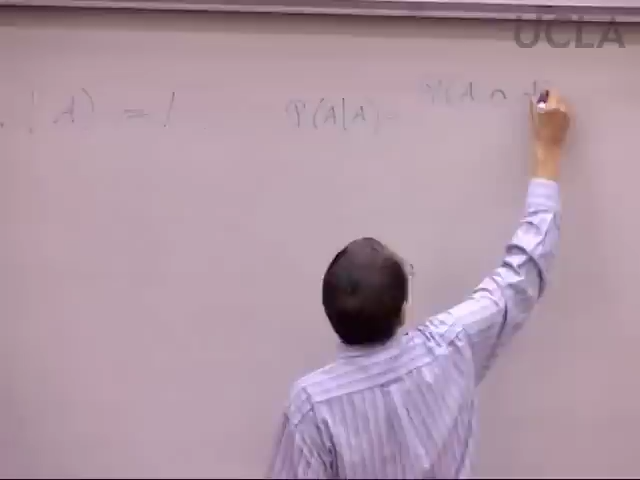 UCLA
| A) = 1
P(A|A) =
P(A ∩ A